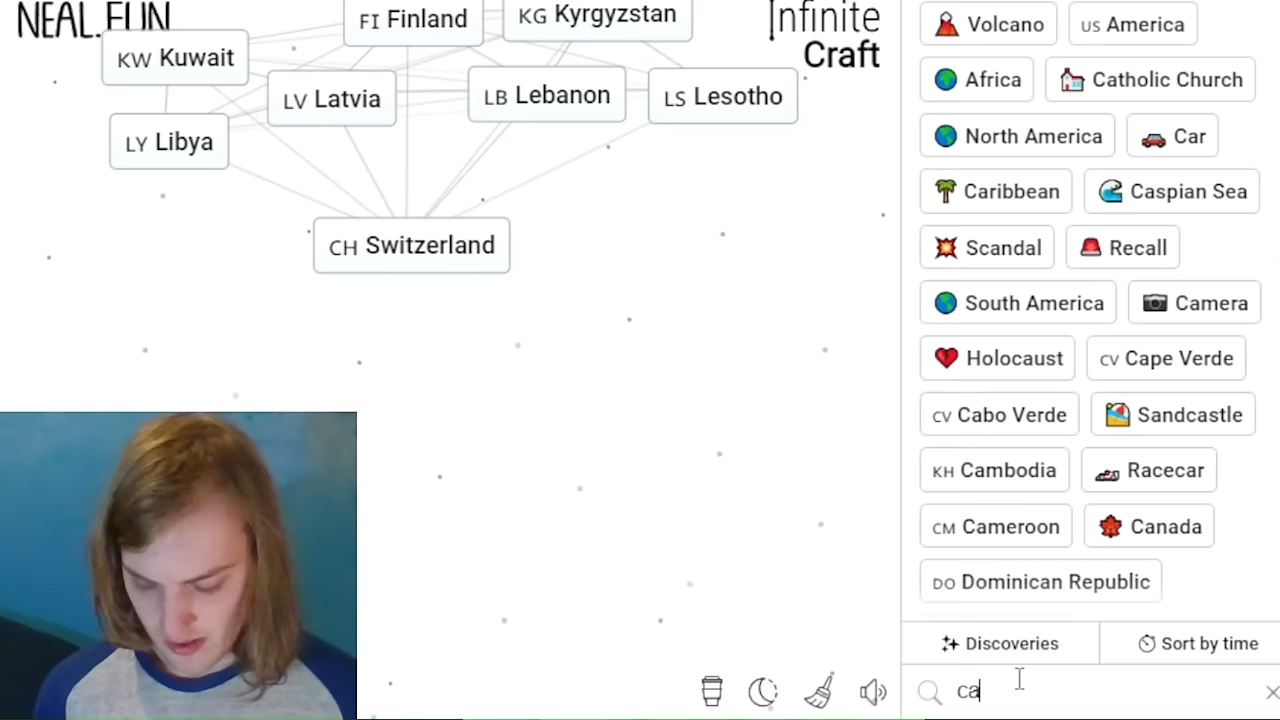 NEAL.FUN
Infinite
Craft
FI Finland
KG Kyrgyzstan
KW Kuwait
LV Latvia
LB Lebanon
LS Lesotho
LY Libya
CH Switzerland
Volcano
US America
Africa
Catholic Church
North America
Car
Caribbean
Caspian Sea
Scandal
Recall
South America
Camera
Holocaust
CV Cape Verde
CV Cabo Verde
Sandcastle
KH Cambodia
Racecar
CM Cameroon
Canada
DO Dominican Republic
Discoveries
Sort by time
ca